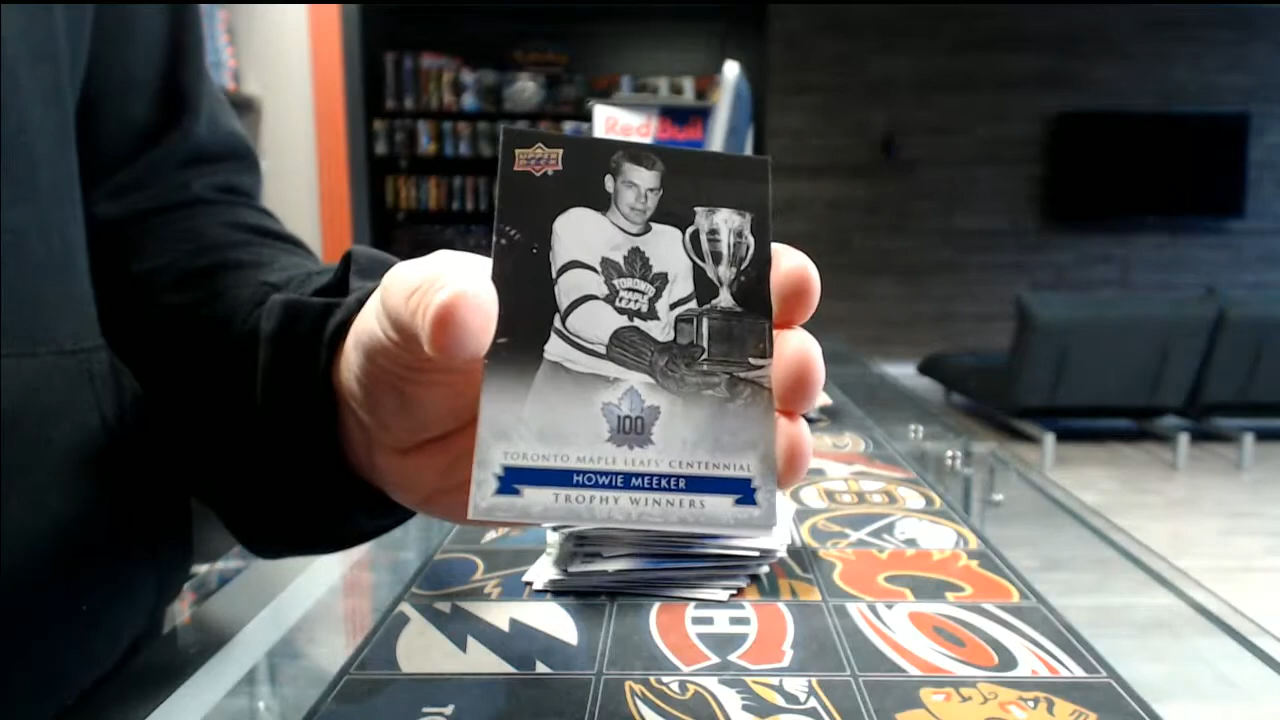 Red Bull
UPPER
DECK
TORONTO
MAPLE
LEAFS
100
TORONTO MAPLE LEAFS' CENTENNIAL
HOWIE MEEKER
TROPHY WINNERS